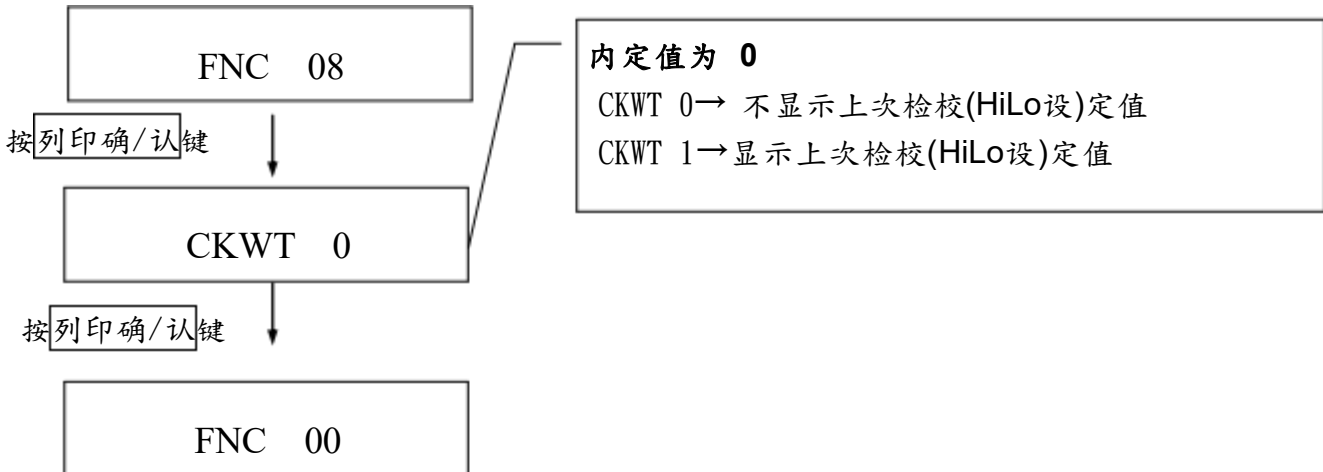 FNC 08
按列印确/认键
CKWT 0
按列印确/认键
FNC 00
内定值为 0
CKWT 0→ 不显示上次检校(HiLo设)定值
CKWT 1→显示上次检校(HiLo设)定值